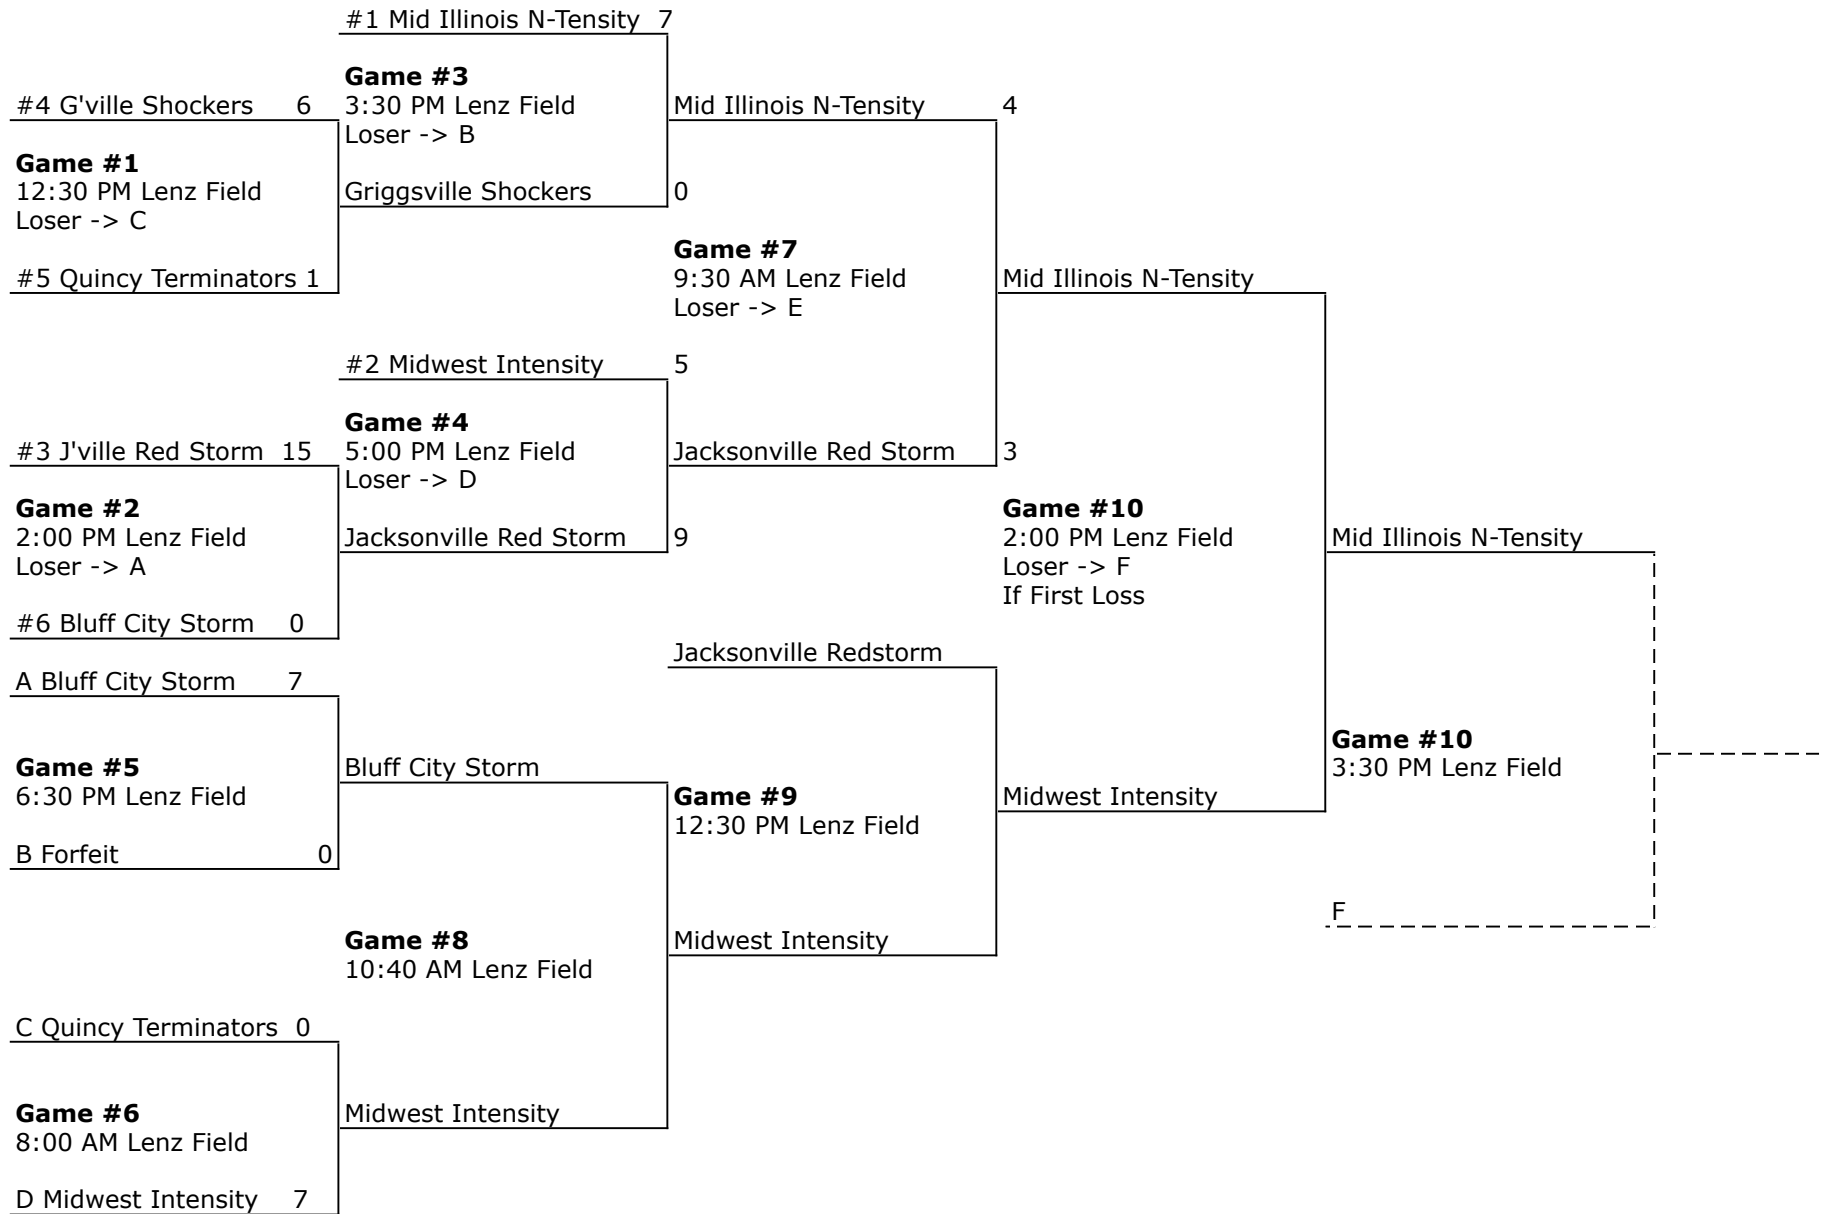 #1 Mid Illinois N-Tensity 7
Game #3
3:30 PM Lenz Field
Loser -> B
#4 G'ville Shockers 6
Game #1
12:30 PM Lenz Field
Loser -> C
#5 Quincy Terminators 1
Griggsville Shockers 0
Mid Illinois N-Tensity 4
Game #7
9:30 AM Lenz Field
Loser -> E
#2 Midwest Intensity 5
Game #4
5:00 PM Lenz Field
Loser -> D
#3 J'ville Red Storm 15
Game #2
2:00 PM Lenz Field
Loser -> A
#6 Bluff City Storm 0
Jacksonville Red Storm 9
Jacksonville Red Storm 3
Mid Illinois N-Tensity
Game #10
2:00 PM Lenz Field
Loser -> F
If First Loss
Mid Illinois N-Tensity
A Bluff City Storm 7
Game #5
6:30 PM Lenz Field
B Forfeit 0
Bluff City Storm
Game #8
10:40 AM Lenz Field
C Quincy Terminators 0
Game #6
8:00 AM Lenz Field
D Midwest Intensity 7
Midwest Intensity
Jacksonville Redstorm
Game #9
12:30 PM Lenz Field
Midwest Intensity
Midwest Intensity
Game #10
3:30 PM Lenz Field
F